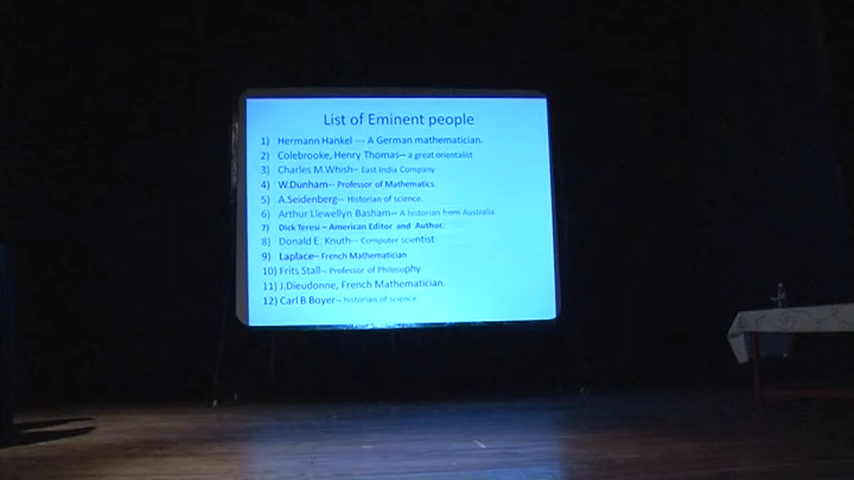 List of Eminent people
1) Hermann Hankel --- A German mathematician.
2) Colebrooke, Henry Thomas-- a great orientalist
3) Charles M.Whish-- East India Company
4) W.Dunham-- Professor of Mathematics
5) A.Seidenberg-- Historian of science.
6) Arthur Llewellyn Basham-- A historian from Australia.
7) Dick Teresi – American Editor and Author.
8) Donald E. Knuth-- Computer scientist
9) Laplace-- French Mathematician
10) Frits Stall-- Professor of Philosophy
11) J.Dieudonne, French Mathematician.
12) Carl B Boyer-- historian of science